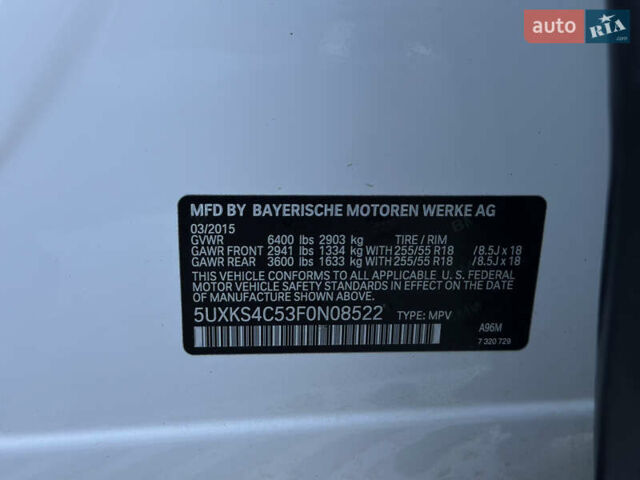 auto RIA
MFD BY BAYERISCHE MOTOREN WERKE AG
03/2015
GVWR 6400 lbs 2903 kg TIRE / RIM
GAWR FRONT 2941 lbs 1334 kg WITH 255/55 R18 /8.5J x 18
GAWR REAR 3600 lbs 1633 kg WITH 255/55 R18 /8.5J x 18
THIS VEHICLE CONFORMS TO ALL APPLICABLE U. S. FEDERAL
MOTOR VEHICLE SAFETY STANDARDS IN EFFECT ON THE
DATE OF MANUFACTURE SHOWN ABOVE.
5UXKS4C53F0N08522 TYPE: MPV
A96M
7 320 729